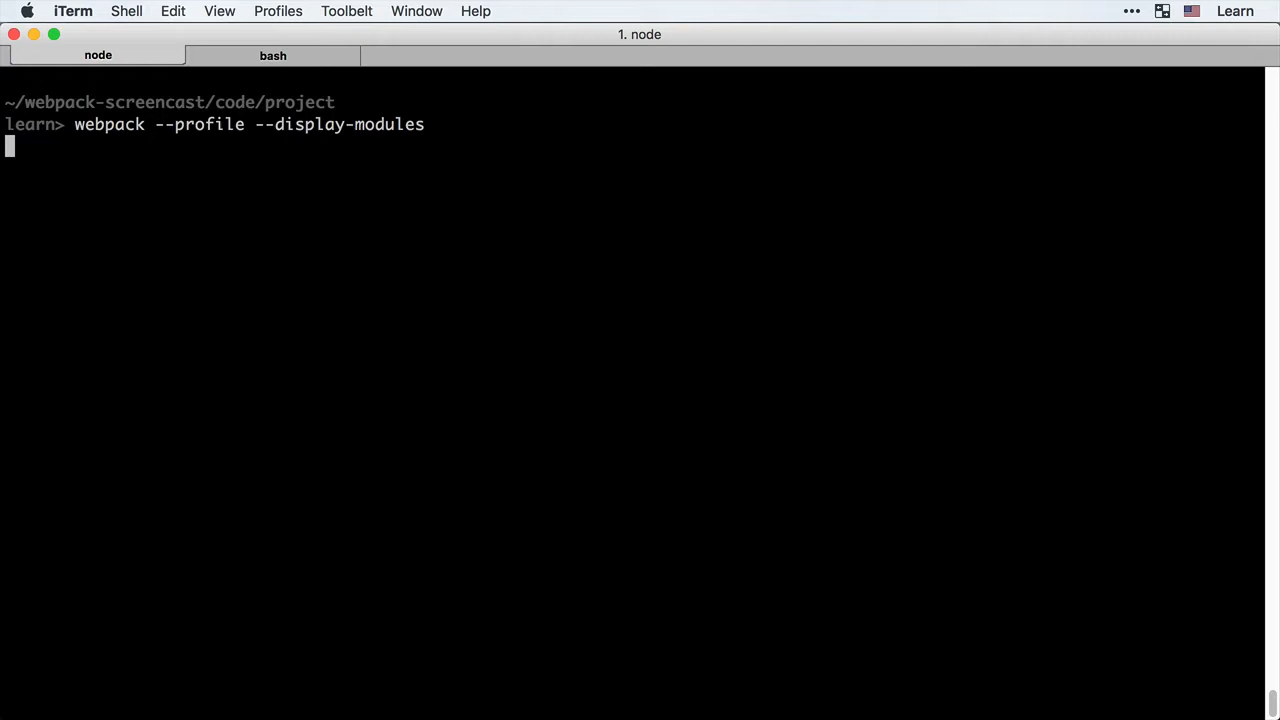 iTerm Shell Edit View Profiles Toolbelt Window Help ••• Learn
1. node
node bash
~/webpack-screencast/code/project
learn> webpack --profile --display-modules